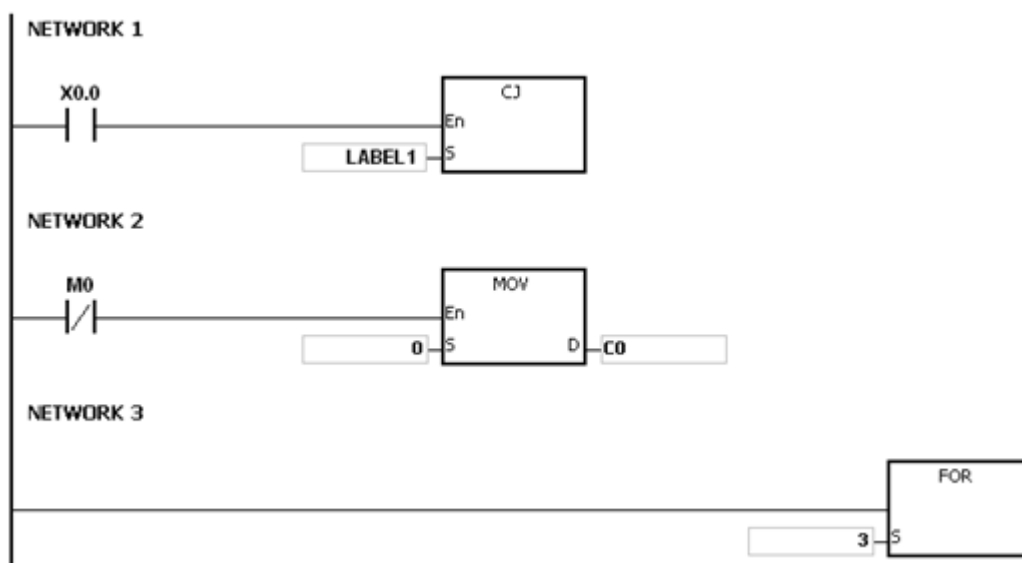 NETWORK 1
X0.0
CJ
En
LABEL1 S
NETWORK 2
M0
MOV
En
0 S D C0
NETWORK 3
FOR
3 S